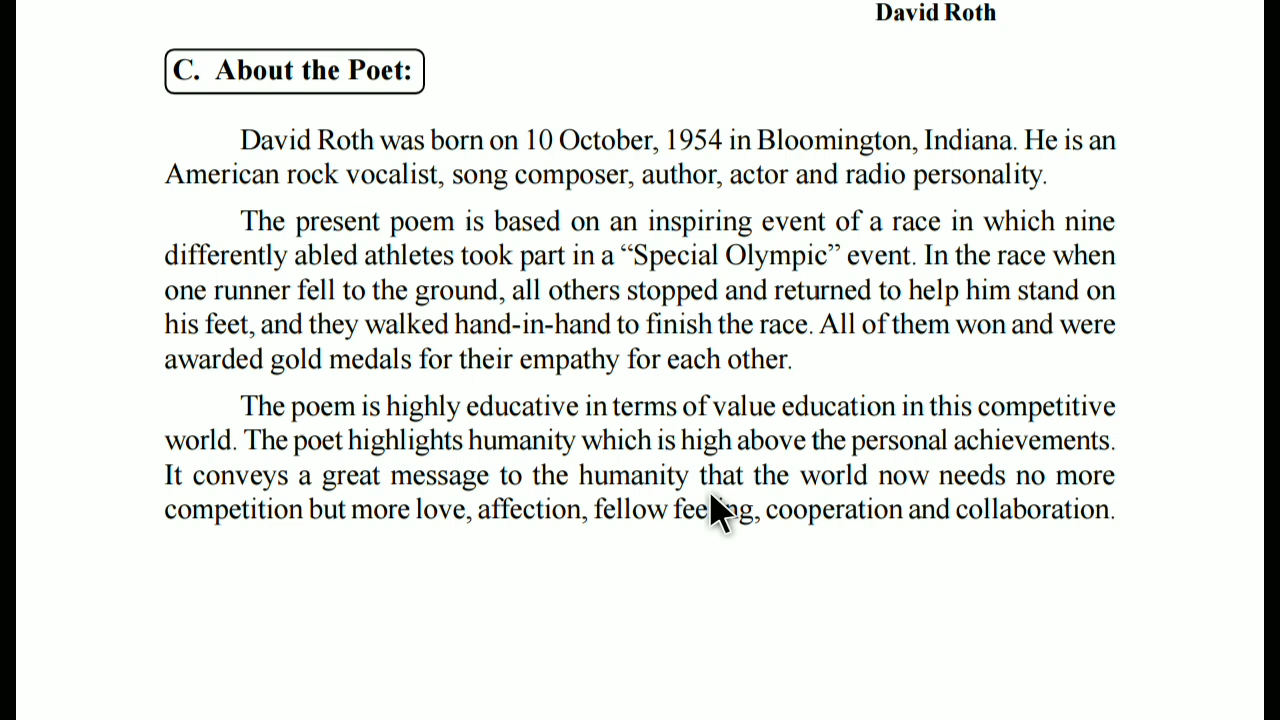 David Roth
C. About the Poet:
David Roth was born on 10 October, 1954 in Bloomington, Indiana. He is an
American rock vocalist, song composer, author, actor and radio personality.
The present poem is based on an inspiring event of a race in which nine
differently abled athletes took part in a “Special Olympic” event. In the race when
one runner fell to the ground, all others stopped and returned to help him stand on
his feet, and they walked hand-in-hand to finish the race. All of them won and were
awarded gold medals for their empathy for each other.
The poem is highly educative in terms of value education in this competitive
world. The poet highlights humanity which is high above the personal achievements.
It conveys a great message to the humanity that the world now needs no more
competition but more love, affection, fellow feeling, cooperation and collaboration.